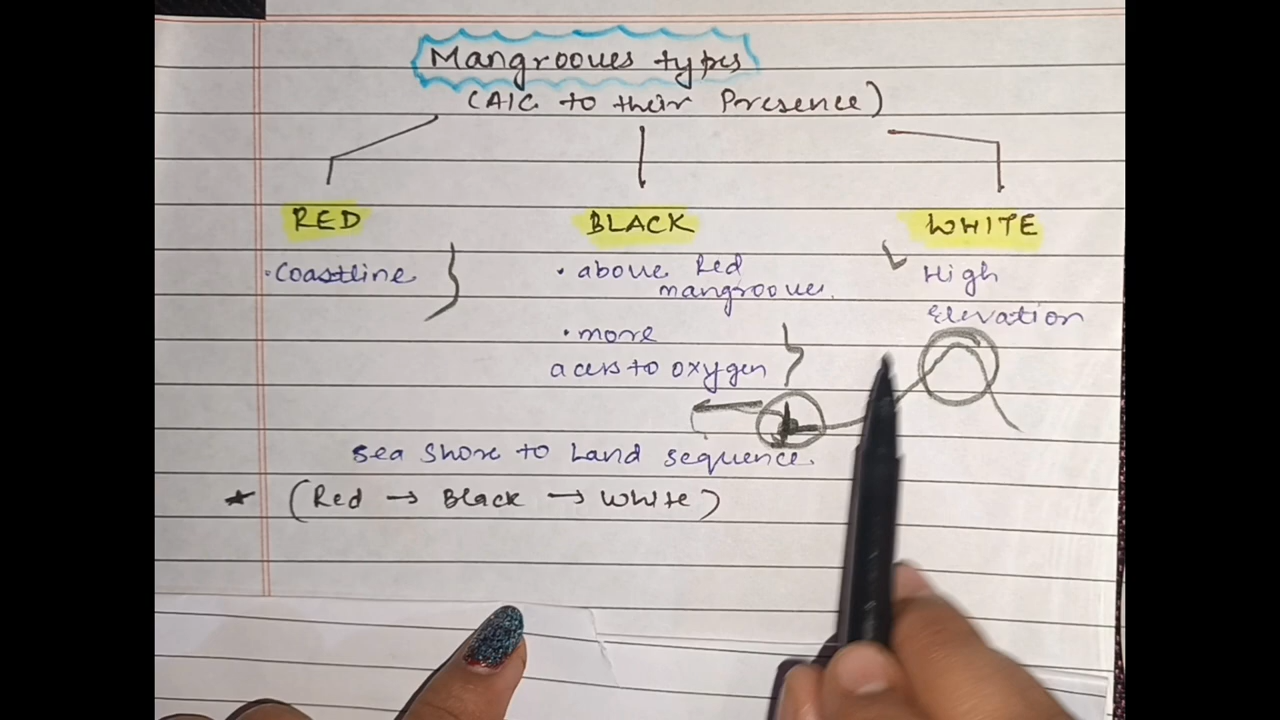 Mangrooves types
(A/C to their Presence)
RED
BLACK
WHITE
• Coastline
• above Red
mangroove.
• more
acess to oxygen
High
Elevation
sea shore to Land sequence.
(Red → Black → White)